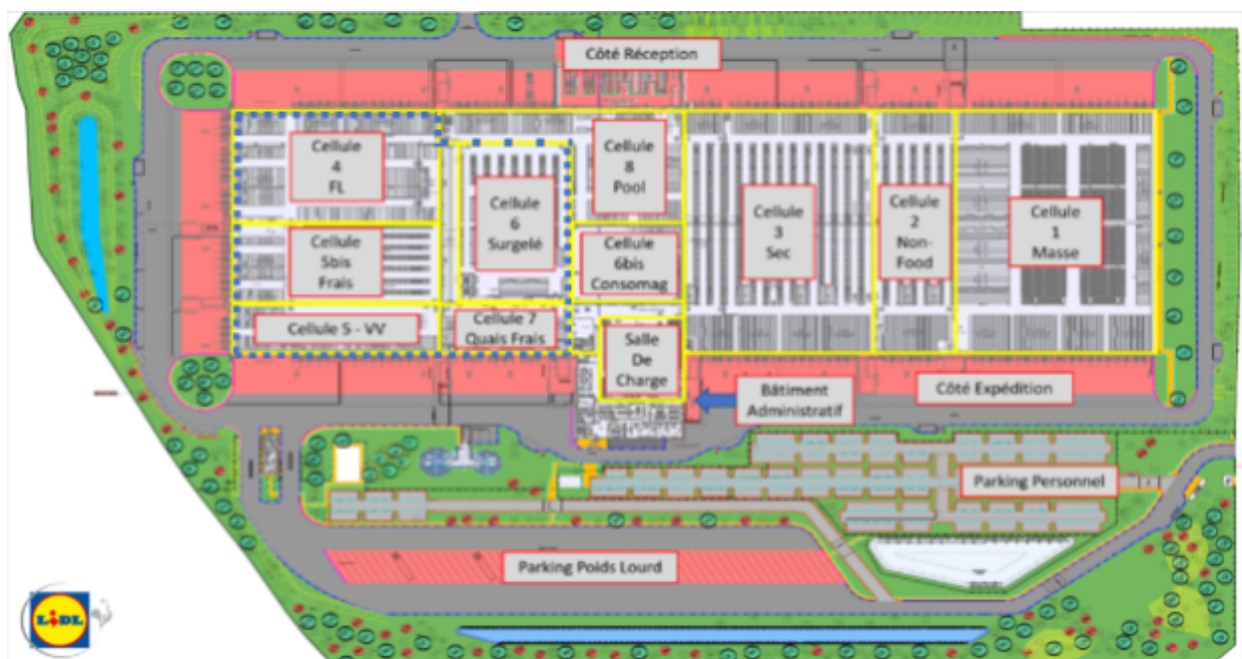 Côté Réception
Cellule
4
FL
Cellule
5bis
Frais
Cellule 5 - VV
Cellule
6
Surgelé
Cellule 7
Quais Frais
Cellule
8
Pool
Cellule
6bis
Consomag
Salle
De
Charge
Cellule
3
Sec
Cellule
2
Non-
Food
Cellule
1
Masse
Bâtiment
Administratif
Côté Expédition
Parking Personnel
Parking Poids Lourd
LIDL